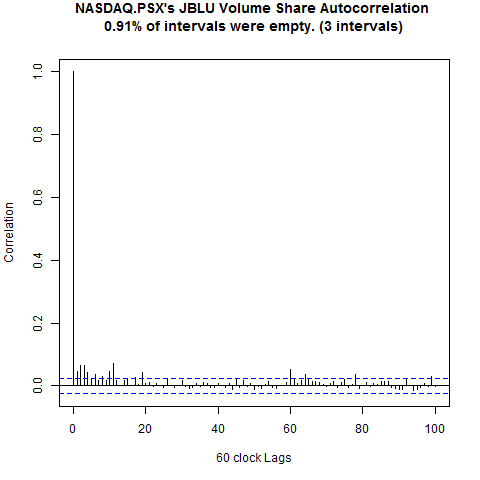 NASDAQ.PSX's JBLU Volume Share Autocorrelation
0.91% of intervals were empty. (3 intervals)
Correlation
1.0
0.8
0.6
0.4
0.2
0.0
0 20 40 60 80 100
60 clock Lags